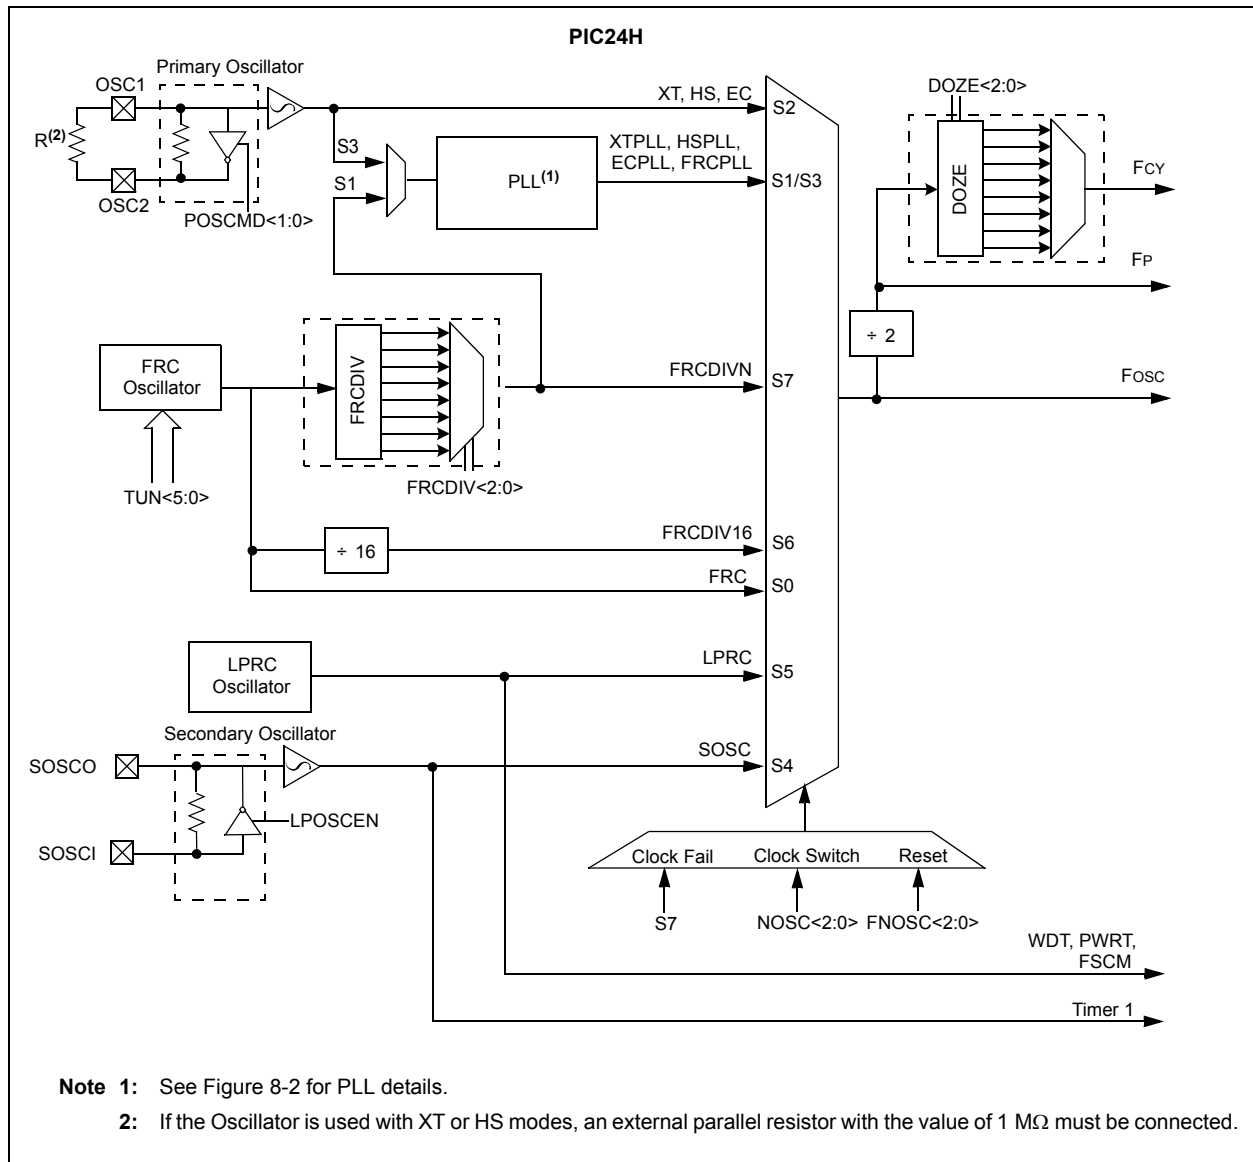 PIC24H
Primary Oscillator
OSC1
R(2)
OSC2
POSCMD<1:0>
S3
S1
PLL(1)
XT, HS, EC
S2
XTPLL, HSPLL,
ECPLL, FRCPLL
S1/S3
DOZE<2:0>
DOZE
FCY
FP
÷ 2
FOSC
FRC
Oscillator
TUN<5:0>
FRCDIV
FRCDIV<2:0>
FRCDIVN
S7
÷ 16
FRCDIV16
S6
FRC
S0
LPRC
Oscillator
LPRC
S5
Secondary Oscillator
SOSCO
SOSCI
LPOSCEN
SOSC
S4
Clock Fail
Clock Switch
Reset
S7
NOSC<2:0>
FNOSC<2:0>
WDT, PWRT,
FSCM
Timer 1
Note 1: See Figure 8-2 for PLL details.
2: If the Oscillator is used with XT or HS modes, an external parallel resistor with the value of 1 MΩ must be connected.